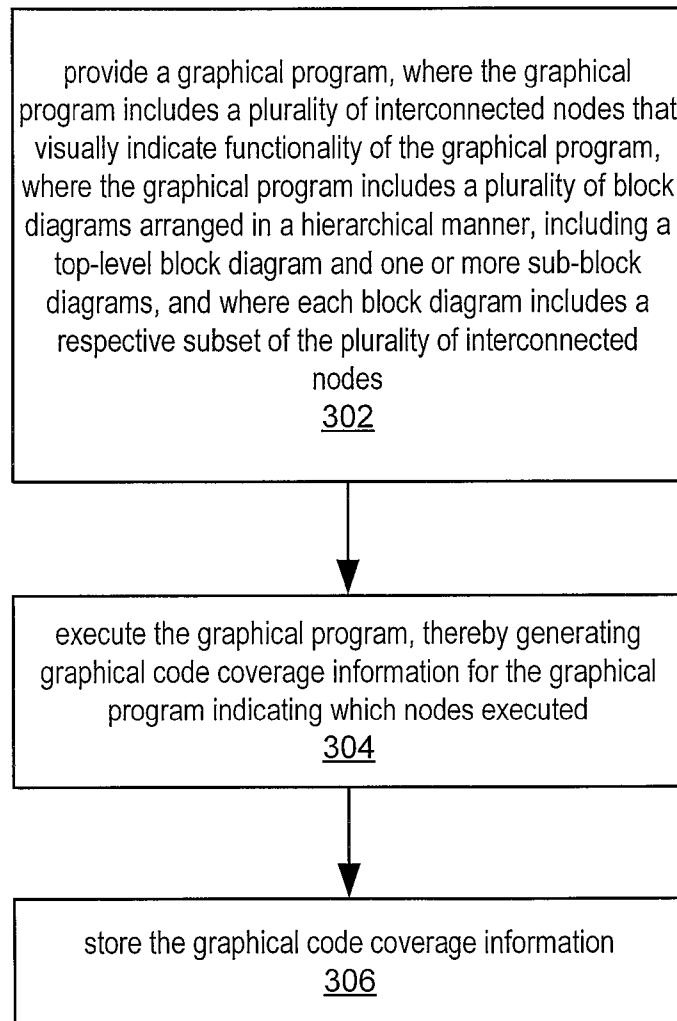 provide a graphical program, where the graphical
program includes a plurality of interconnected nodes that
visually indicate functionality of the graphical program,
where the graphical program includes a plurality of block
diagrams arranged in a hierarchical manner, including a
top-level block diagram and one or more sub-block
diagrams, and where each block diagram includes a
respective subset of the plurality of interconnected
nodes
302
execute the graphical program, thereby generating
graphical code coverage information for the graphical
program indicating which nodes executed
304
store the graphical code coverage information
306